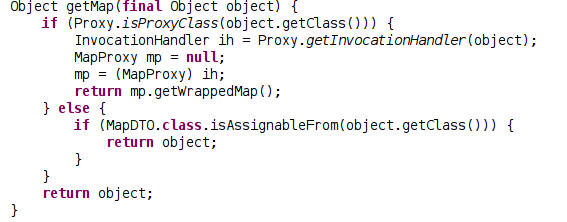 Object getMap(final Object object) {
    if (Proxy.isProxyClass(object.getClass())) {
        InvocationHandler ih = Proxy.getInvocationHandler(object);
        MapProxy mp = null;
        mp = (MapProxy) ih;
        return mp.getWrappedMap();
    } else {
        if (MapDTO.class.isAssignableFrom(object.getClass())) {
            return object;
        }
    }
    return object;
}